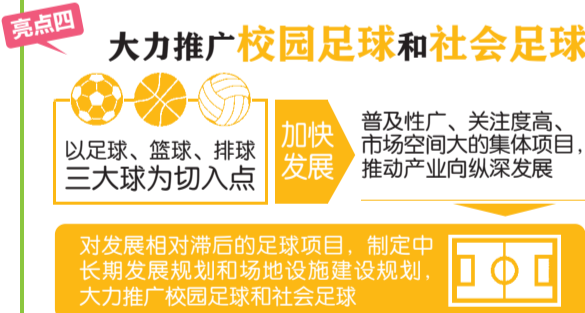 亮点四
大力推广校园足球和社会足球
以足球、篮球、排球
三大球为切入点
加快
发展
普及性广、关注度高、
市场空间大的集体项目，
推动产业向纵深发展
对发展相对滞后的足球项目，制定中
长期发展规划和场地设施建设规划，
大力推广校园足球和社会足球